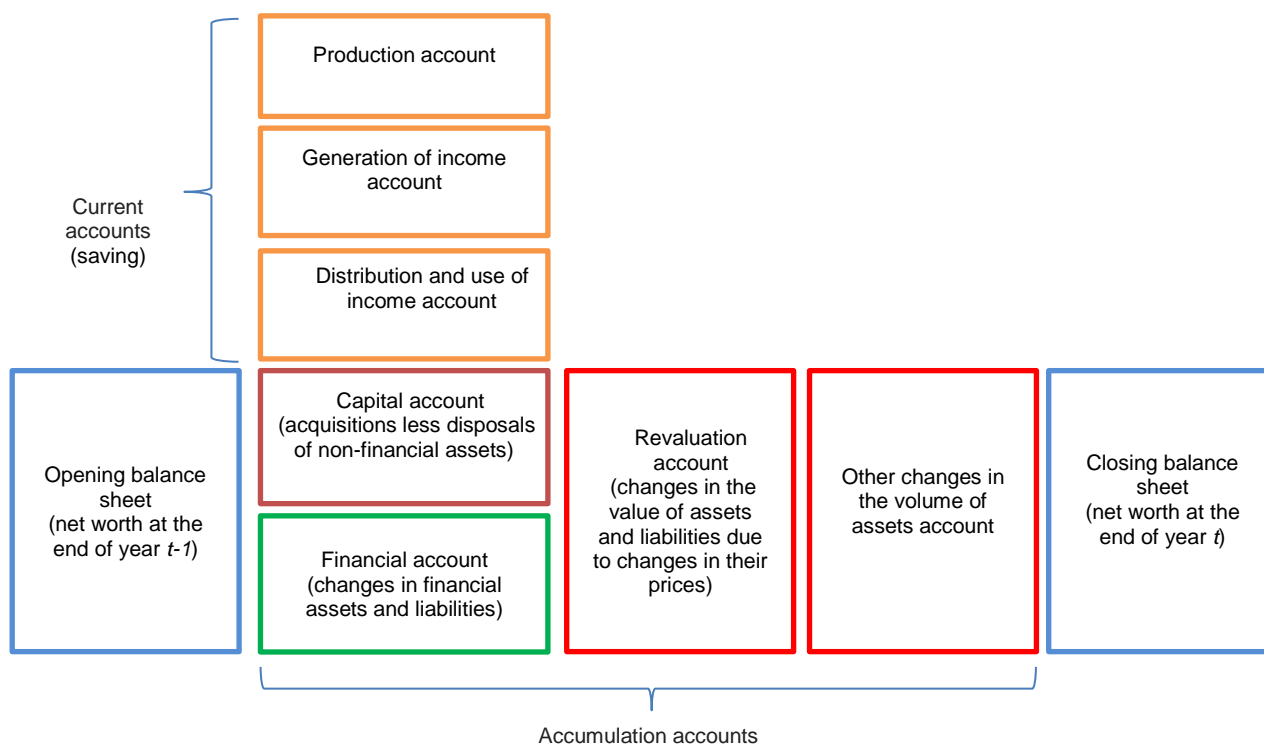 Production account
Generation of income
account
Current
accounts
(saving)
Distribution and use of
income account
Opening balance
sheet
(net worth at the
end of year t-1)
Capital account
(acquisitions less disposals
of non-financial assets)
Financial account
(changes in financial
assets and liabilities)
Revaluation
account
(changes in the
value of assets
and liabilities due
to changes in their
prices)
Other changes in
the volume of
assets account
Closing balance
sheet
(net worth at the
end of year t)
Accumulation accounts